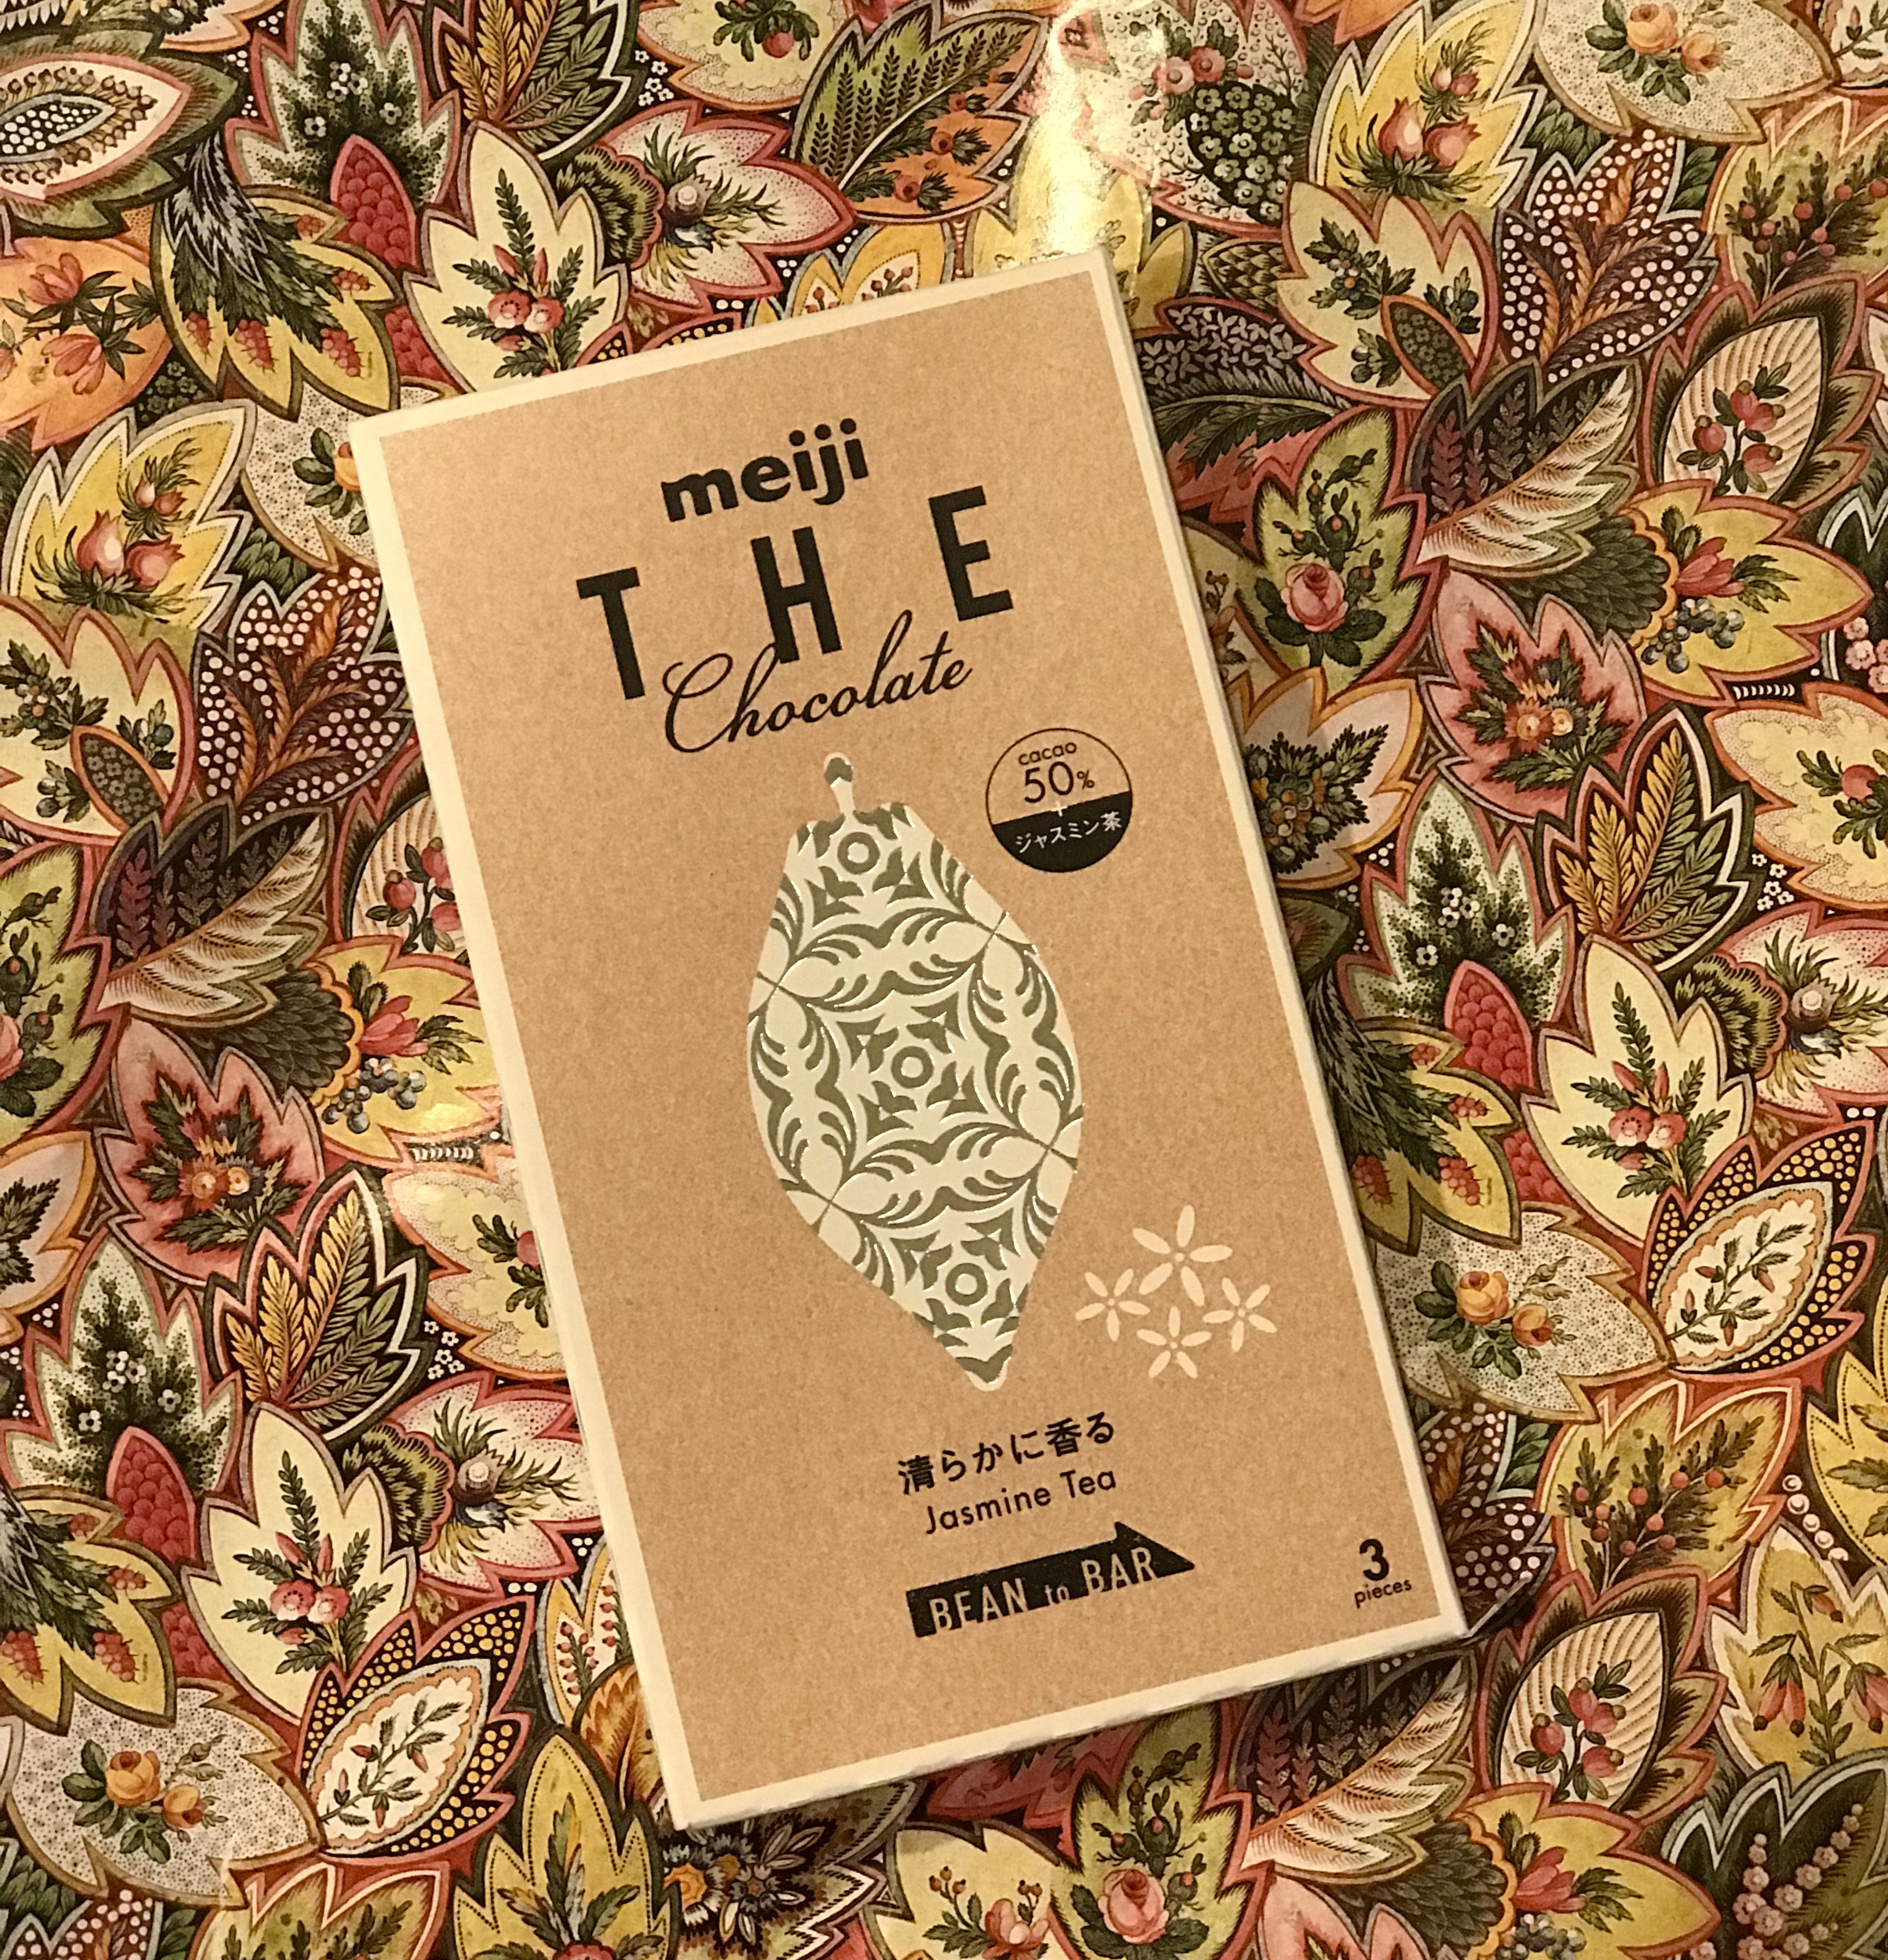 meiji
THE
Chocolate
cacao
50%
+
ジャスミン茶
清らかに香る
Jasmine Tea
BEAN to BAR
3
pieces